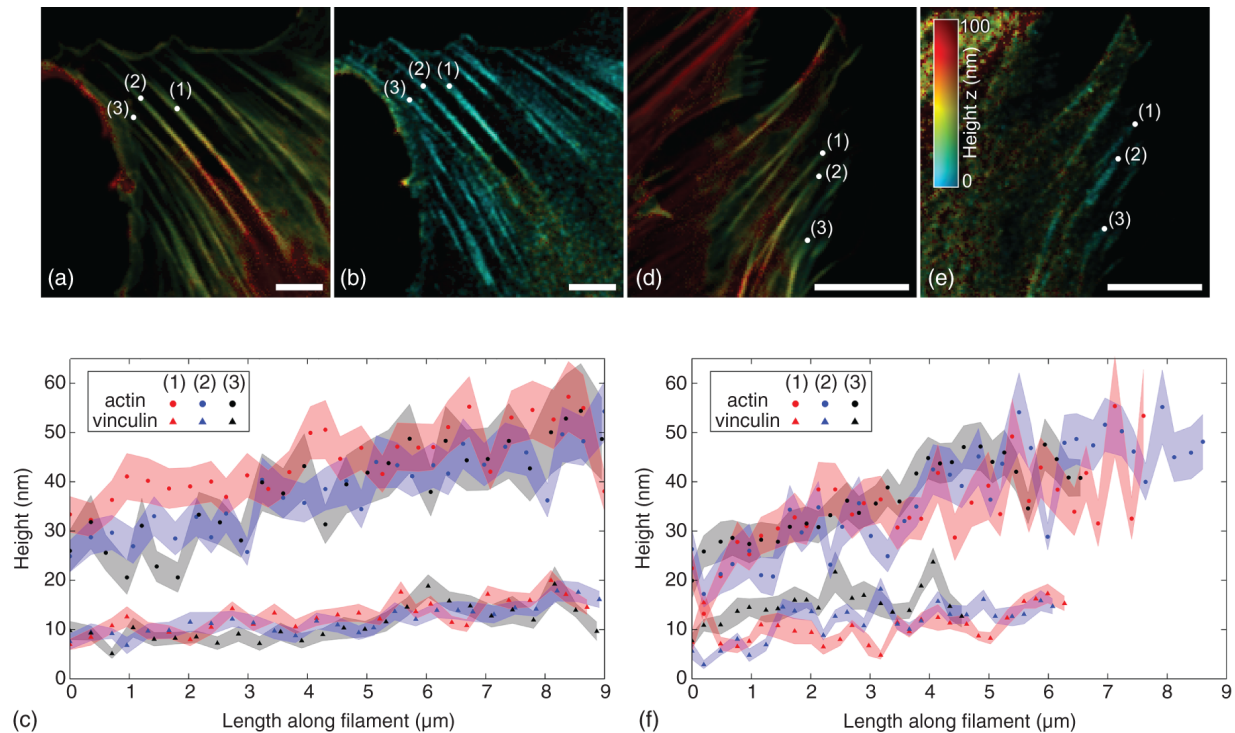 (2)
(1)
(3)
(a)
(2)
(1)
(3)
(b)
(1)
(2)
(3)
(d)
100
Height z (nm)
0
(1)
(2)
(3)
(e)
60
50
40
30
20
10
0
Height (nm)
(1) (2) (3)
actin
vinculin
0 1 2 3 4 5 6 7 8 9
Length along filament (μm)
(c)
60
50
40
30
20
10
0
Height (nm)
(1) (2) (3)
actin
vinculin
0 1 2 3 4 5 6 7 8 9
Length along filament (μm)
(f)